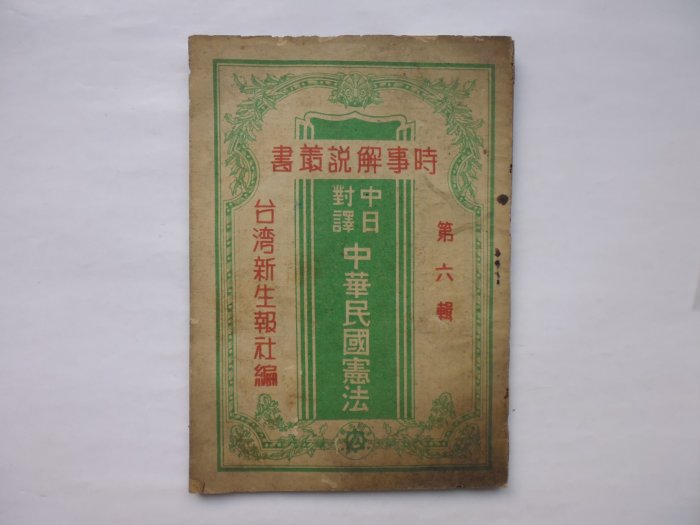 時事解説叢書
第六輯
中日
對譯
中華民國憲法
台湾新生報社編